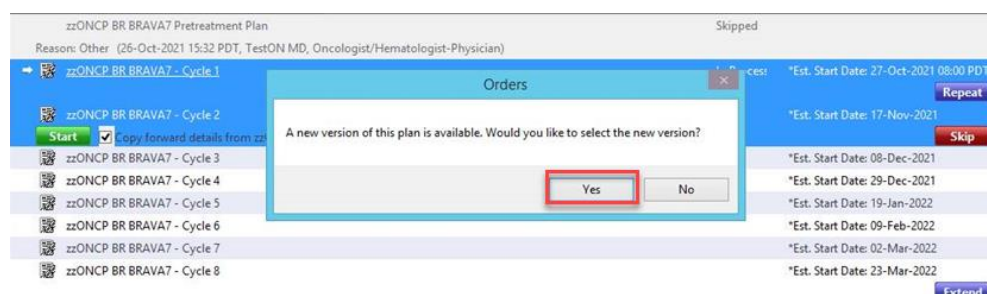 zzONCP BR BRAVA7 Pretreatment Plan Skipped
Reason: Other (26-Oct-2021 15:32 PDT, TestON MD, Oncologist/Hematologist-Physician)
zzONCP BR BRAVA7 - Cycle 1 *Est. Start Date: 27-Oct-2021 08:00 PDT
Repeat
zzONCP BR BRAVA7 - Cycle 2 *Est. Start Date: 17-Nov-2021
Start Copy forward details from Skip
Orders
A new version of this plan is available. Would you like to select the new version?
Yes No
zzONCP BR BRAVA7 - Cycle 3 *Est. Start Date: 08-Dec-2021
zzONCP BR BRAVA7 - Cycle 4 *Est. Start Date: 29-Dec-2021
zzONCP BR BRAVA7 - Cycle 5 *Est. Start Date: 19-Jan-2022
zzONCP BR BRAVA7 - Cycle 6 *Est. Start Date: 09-Feb-2022
zzONCP BR BRAVA7 - Cycle 7 *Est. Start Date: 02-Mar-2022
zzONCP BR BRAVA7 - Cycle 8 *Est. Start Date: 23-Mar-2022
Extend